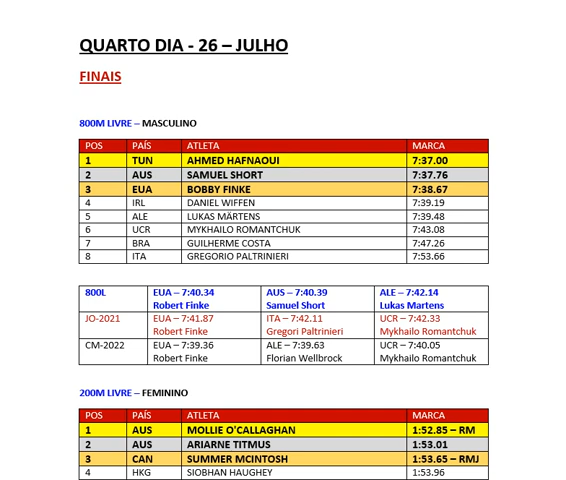 QUARTO DIA - 26 – JULHO
FINAIS
800M LIVRE – MASCULINO
POS PAÍS ATLETA MARCA
1 TUN AHMED HAFNAOUI 7:37.00
2 AUS SAMUEL SHORT 7:37.76
3 EUA BOBBY FINKE 7:38.67
4 IRL DANIEL WIFFEN 7:39.19
5 ALE LUKAS MÄRTENS 7:39.48
6 UCR MYKHAILO ROMANTCHUK 7:43.08
7 BRA GUILHERME COSTA 7:47.26
8 ITA GREGORIO PALTRINIERI 7:53.66
800L EUA – 7:40.34 AUS – 7:40.39 ALE – 7:42.14
Robert Finke Samuel Short Lukas Martens
JO-2021 EUA – 7:41.87 ITA – 7:42.11 UCR – 7:42.33
Robert Finke Gregori Paltrinieri Mykhailo Romantchuk
CM-2022 EUA – 7:39.36 ALE – 7:39.63 UCR – 7:40.05
Robert Finke Florian Wellbrock Mykhailo Romantchuk
200M LIVRE – FEMININO
POS PAÍS ATLETA MARCA
1 AUS MOLLIE O'CALLAGHAN 1:52.85 – RM
2 AUS ARIARNE TITMUS 1:53.01
3 CAN SUMMER MCINTOSH 1:53.65 – RMJ
4 HKG SIOBHAN HAUGHEY 1:53.96